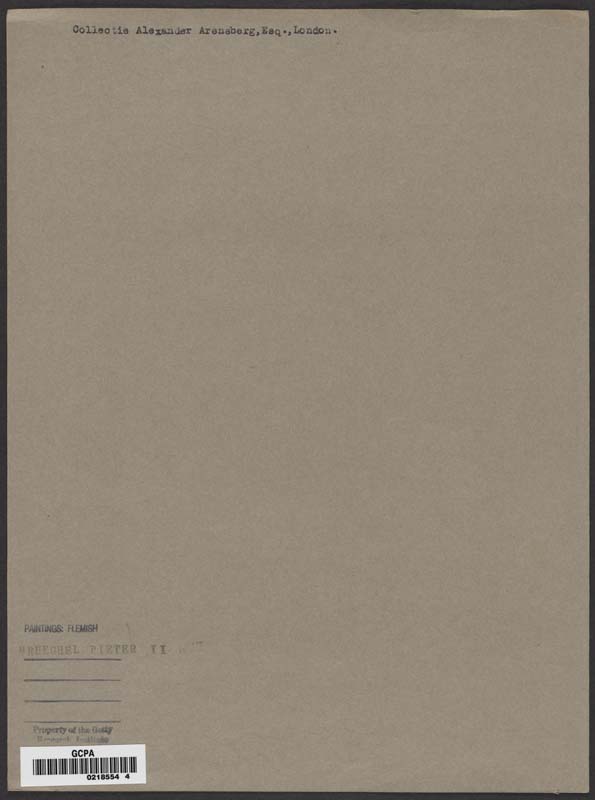 Collectie Alexander Arensberg,Esq.,London.
PAINTINGS: FLEMISH
BRUEGHEL PIETER II
Property of the Getty
Research Institute
GCPA
0218554 4